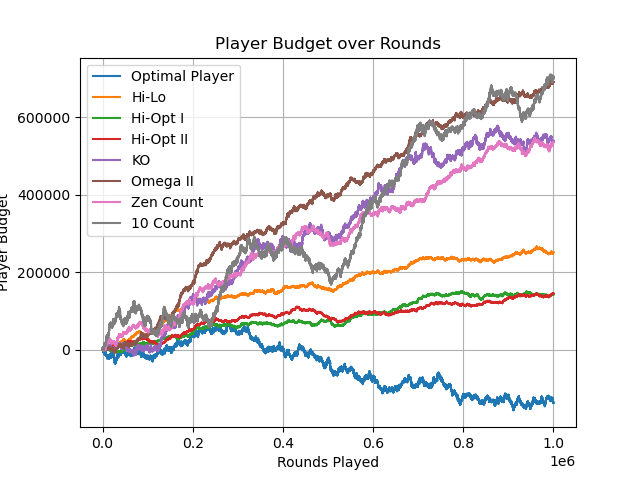 Player Budget over Rounds
Player Budget
600000
400000
200000
0
Optimal Player
Hi-Lo
Hi-Opt I
Hi-Opt II
KO
Omega II
Zen Count
10 Count
0.0 0.2 0.4 0.6 0.8 1.0
1e6
Rounds Played